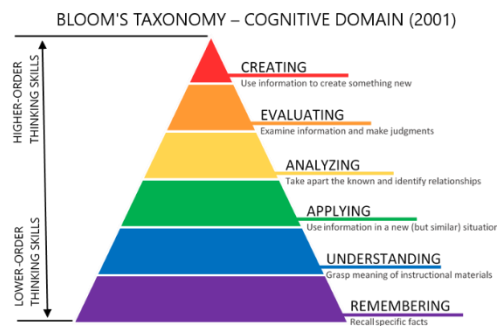 BLOOM'S TAXONOMY – COGNITIVE DOMAIN (2001)
HIGHER-ORDER
THINKING SKILLS
LOWER-ORDER
THINKING SKILLS
CREATING
Use information to create something new
EVALUATING
Examine information and make judgments
ANALYZING
Take apart the known and identify relationships
APPLYING
Use information in a new (but similar) situation
UNDERSTANDING
Grasp meaning of instructional materials
REMEMBERING
Recall specific facts